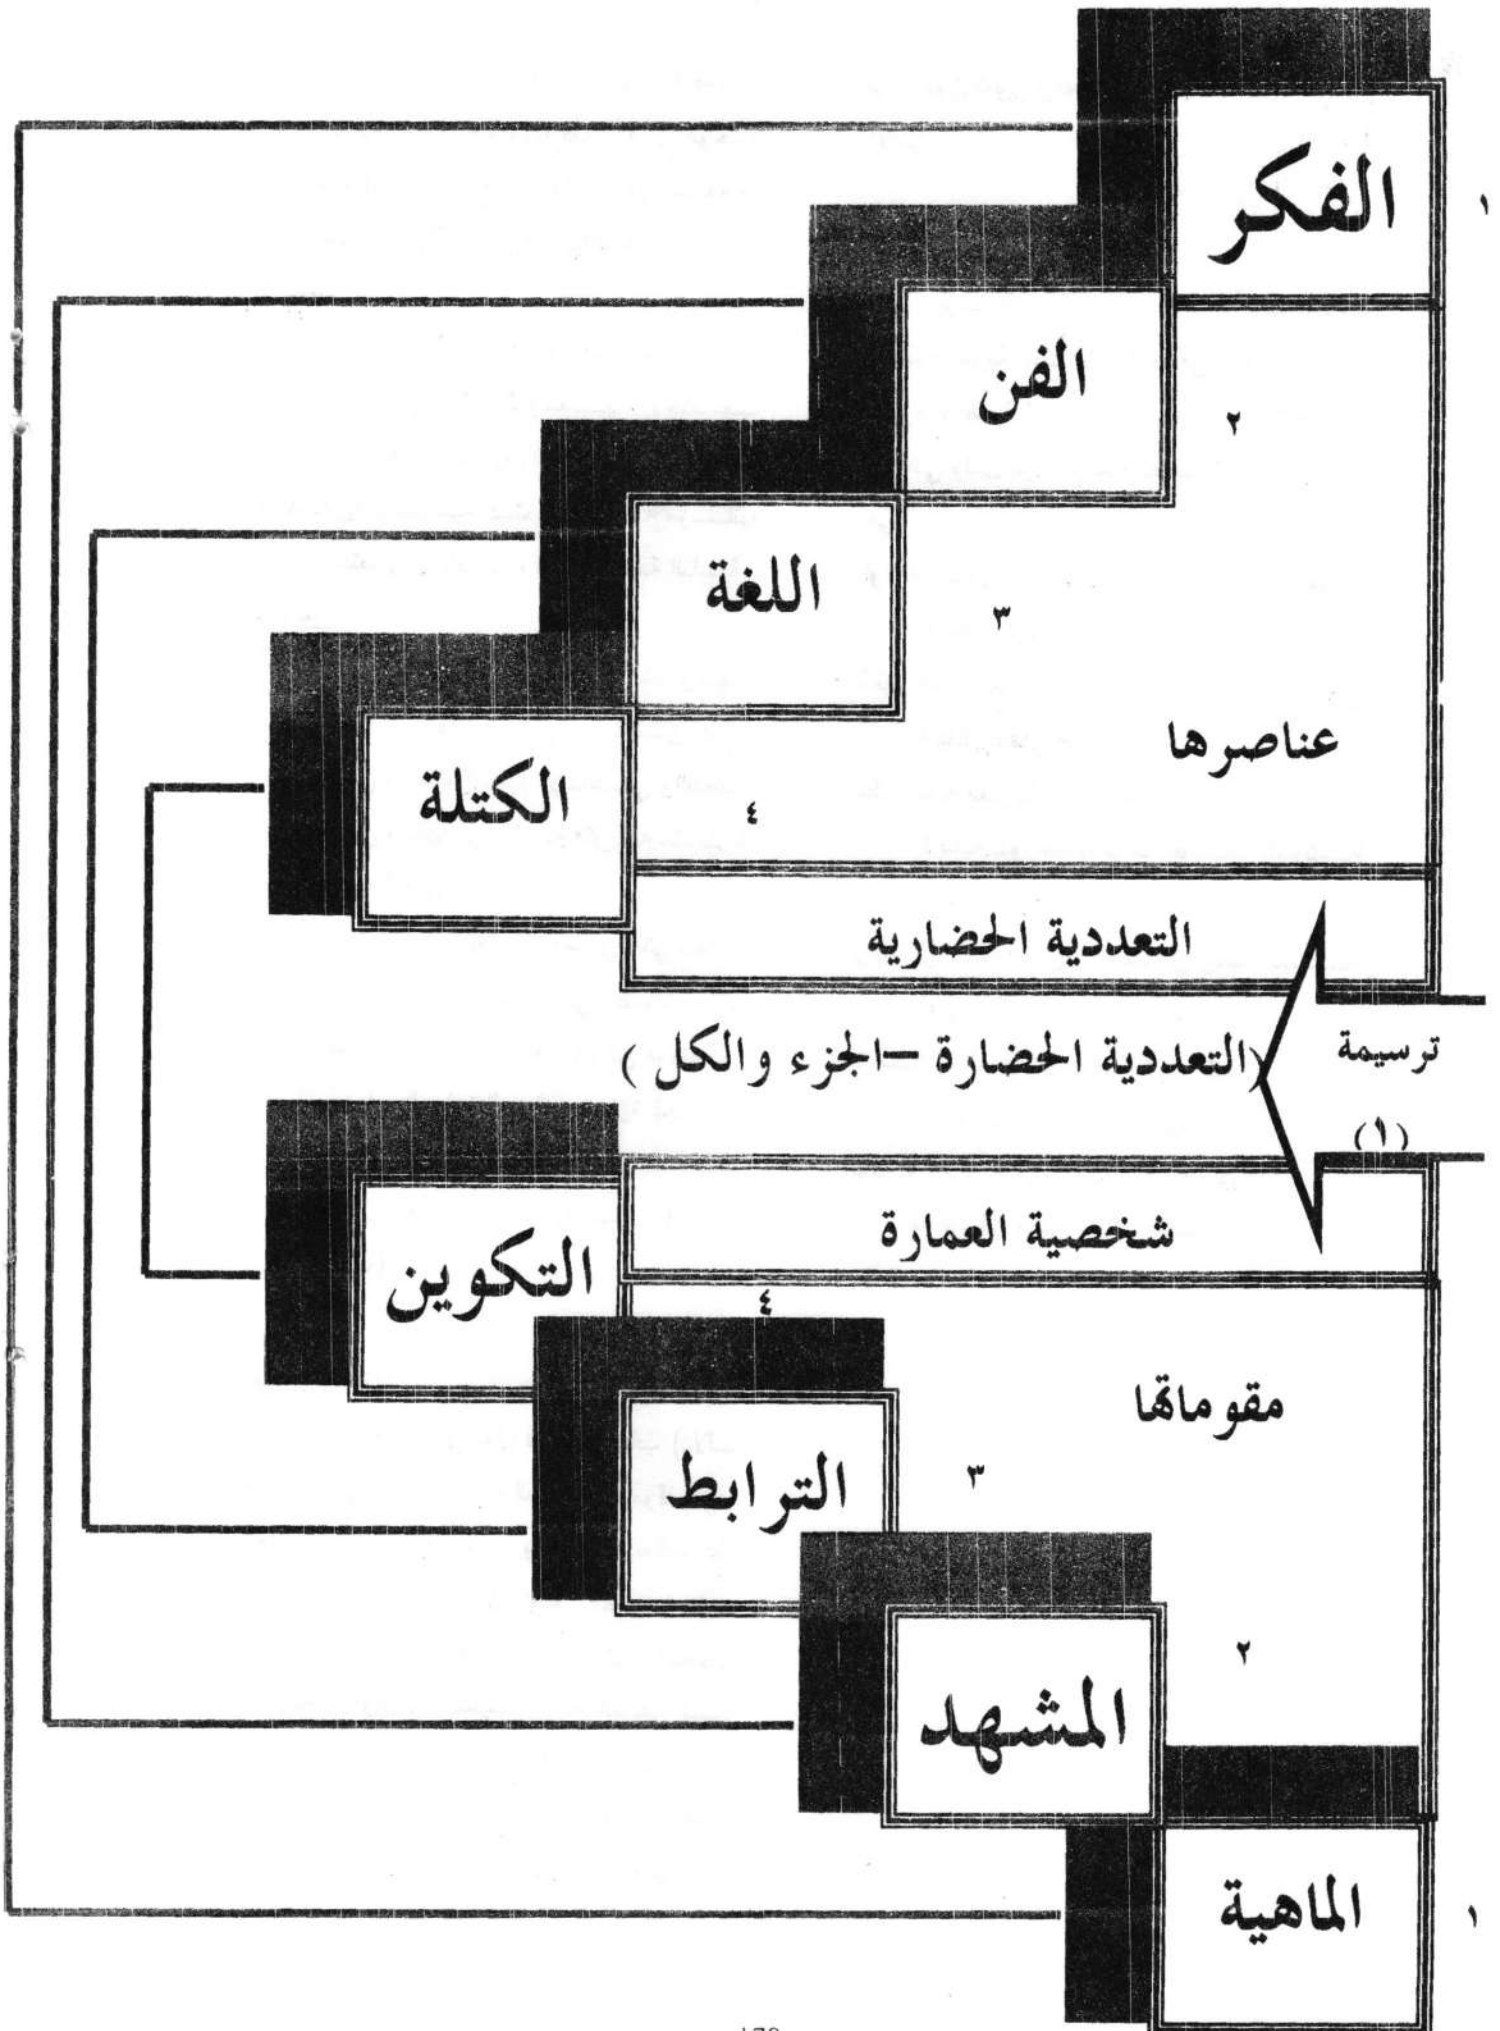 الفكر
١
الفن
٢
اللغة
٣
عناصرها
الكتلة
٤
التعددية الحضارية
ترسيمة
(التعددية الحضارة –الجزء والكل )
(١)
شخصية العمارة
التكوين
٤
مقوماتها
الترابط
٣
٢
المشهد
الماهية
١